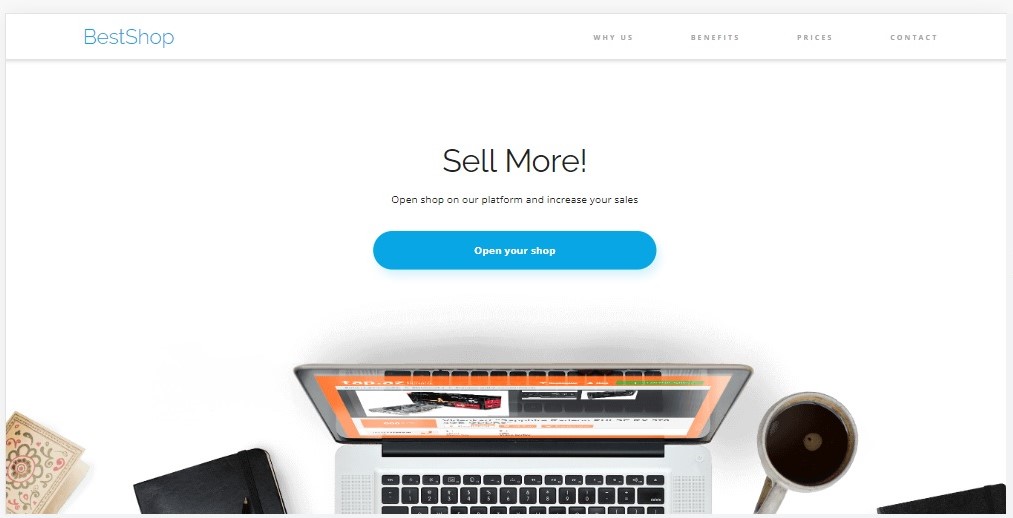 BestShop
WHY US
BENEFITS
PRICES
CONTACT
Sell More!
Open shop on our platform and increase your sales
Open your shop